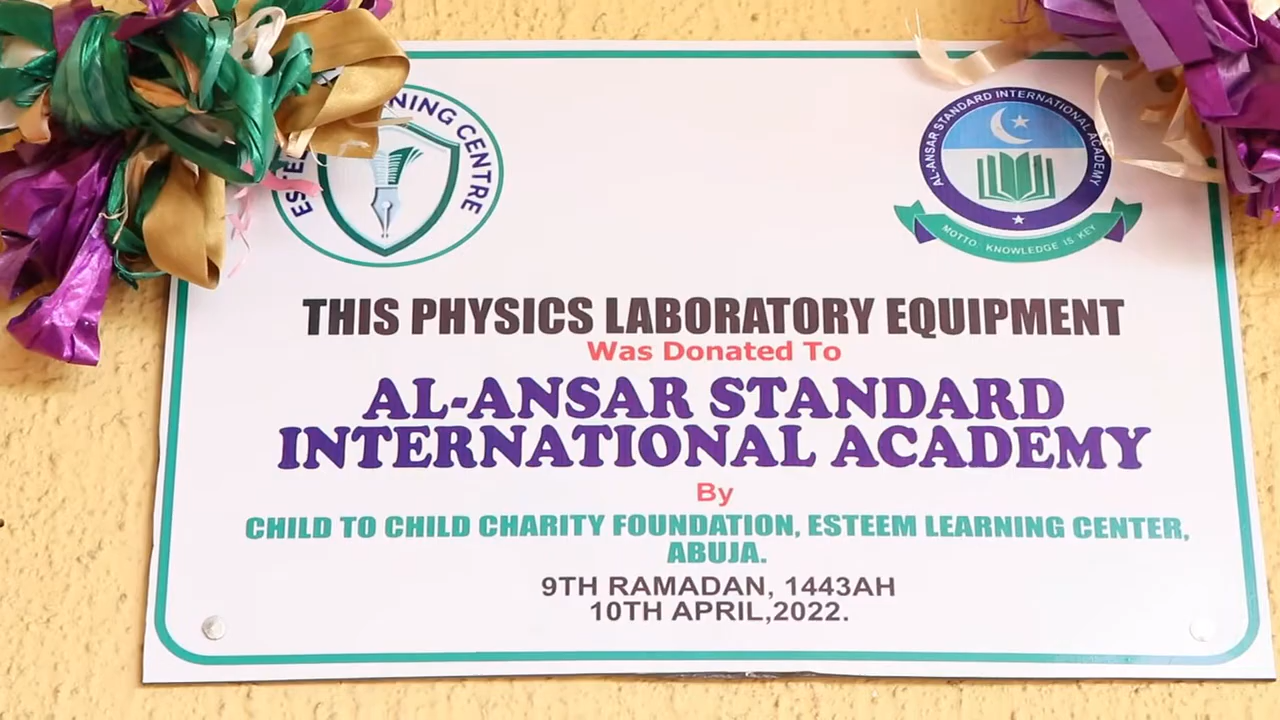 NING CENTRE
AL-ANSAR STANDARD INTERNATIONAL ACADEMY
MOTTO: KNOWLEDGE IS KEY
THIS PHYSICS LABORATORY EQUIPMENT
Was Donated To
AL-ANSAR STANDARD
INTERNATIONAL ACADEMY
By
CHILD TO CHILD CHARITY FOUNDATION, ESTEEM LEARNING CENTER,
ABUJA.
9TH RAMADAN, 1443AH
10TH APRIL,2022.